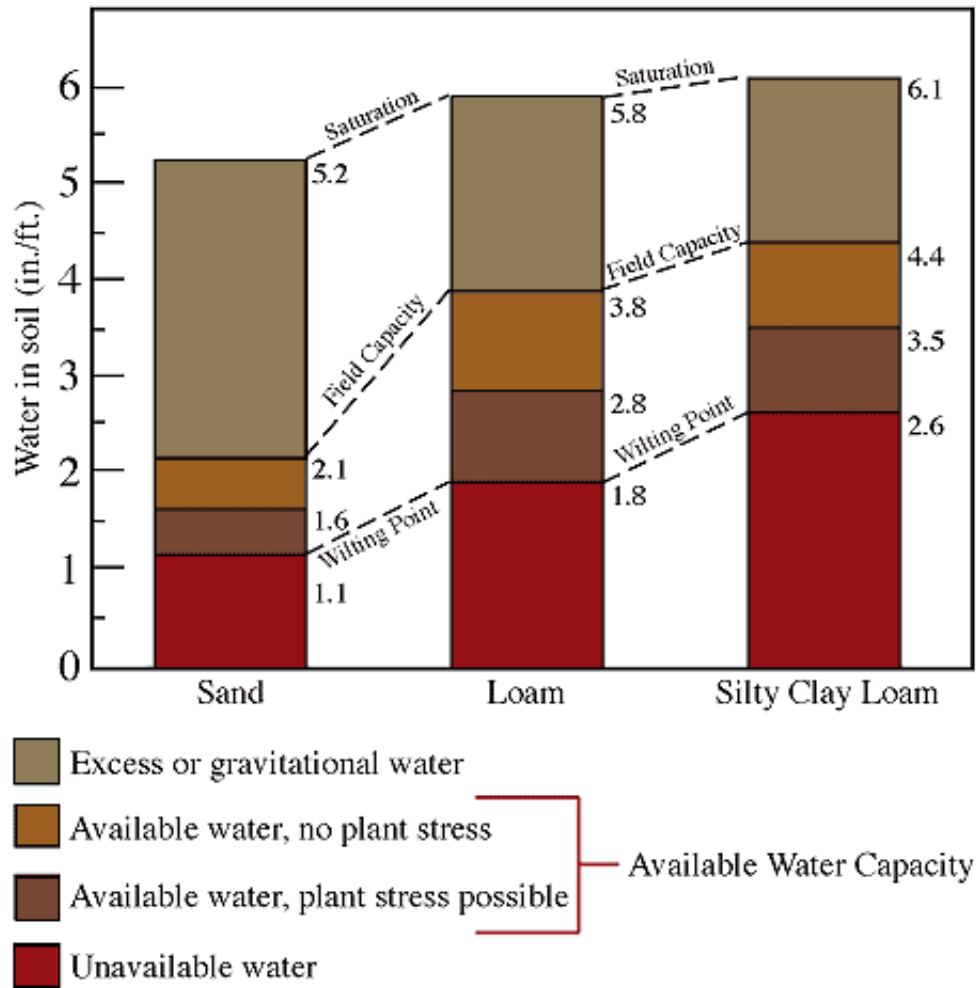 Water in soil (in./ft.)
6
5
4
3
2
1
0
Saturation
Saturation
Field Capacity
Field Capacity
Wilting Point
Wilting Point
5.2
2.1
1.6
1.1
5.8
3.8
2.8
1.8
6.1
4.4
3.5
2.6
Sand
Loam
Silty Clay Loam
Excess or gravitational water
Available water, no plant stress
Available water, plant stress possible
Available Water Capacity
Unavailable water